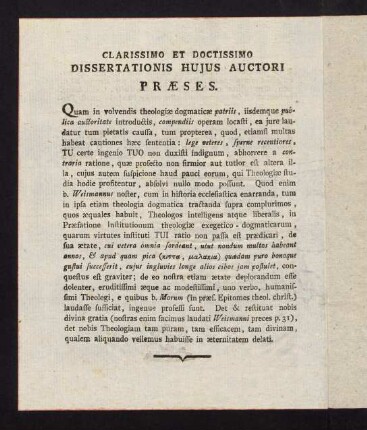 CLARISSIMO ET DOCTISSIMO
DISSERTATIONIS HUJUS AUCTORI
PRÆSES.
Quam in volvendis theologiæ dogmaticæ patriis, iisdemque pu-
blica auctoritate introductis, compendiis operam locasti, ea jure lau-
datur tum pietatis caussa, tum propterea, quod, etiamsi multas
habeat cautiones hæc sententia: lege veteres, sperne recentiores,
TU certe ingenio TUO non duxisti indignum, abhorrere a con-
traria ratione, quæ profecto non firmior aut tutior est altera il-
la, cujus autem suspicione haud pauci eorum, qui Theologiæ stu-
dia hodie profitentur, absolvi nullo modo possunt. Quod enim
b. Weismannus noster, cum in historia ecclesiastica enarranda, tum
in ipsa etiam theologia dogmatica tractanda supra complurimos,
quos æquales habuit, Theologos intelligens atque liberalis, in
Præfatione Institutionum theologiæ exegetico-dogmaticarum,
quarum virtutes instituti TUI ratio non passa est prædicari, de
sua ætate, cui vetera omnia sordeant, utut nondum multos habeant
annos, & apud quam pica (κιττα, μαλακια) quædam puro bonoque
gustui successerit, cujus ingluvies longe alios cibos jam postulet, con-
questus est graviter; de eo nostra etiam ætate deplorandum esse
dolenter, eruditissimi æque ac modestissimi, uno verbo, humanis-
simi Theologi, e quibus b. Morum (in præf. Epitomes theol. christ.)
laudasse sufficiat, ingenue professi sunt. Det & restituat nobis
divina gratia (nostras enim facimus laudati Weismanni preces p. 31),
det nobis Theologiam tam puram, tam efficacem, tam divinam,
qualem aliquando vellemus habuisse in æternitatem delati.